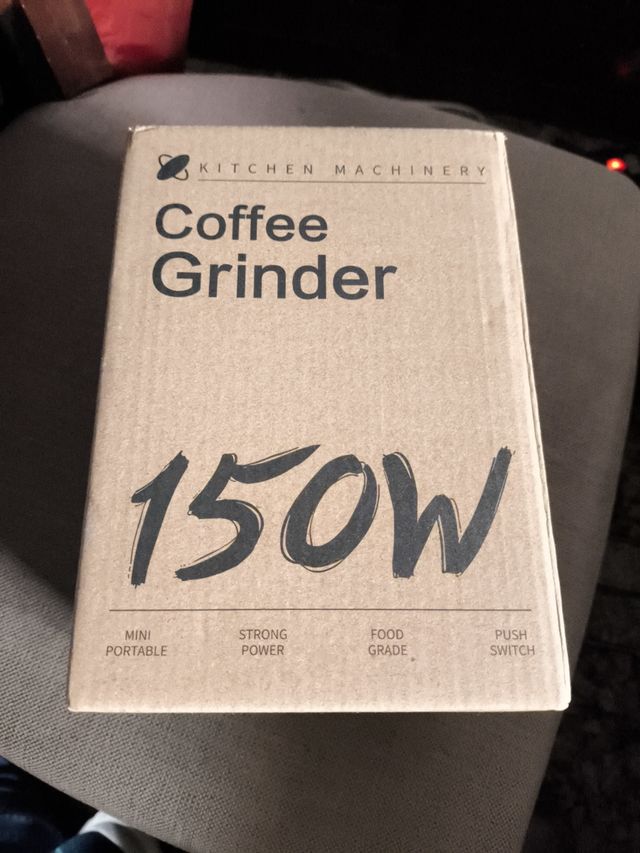 KITCHEN MACHINERY
Coffee
Grinder
150W
MINI
PORTABLE
STRONG
POWER
FOOD
GRADE
PUSH
SWITCH